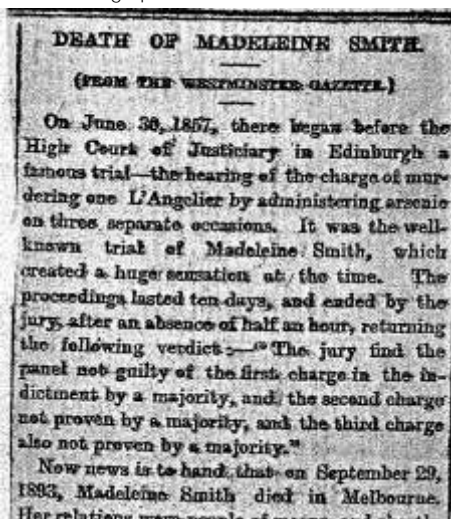 DEATH OF MADELEINE SMITH.
(FROM THE WESTMINSTER GAZETTE.)
On June 30, 1857, there began before the
High Court of Justiciary in Edinburgh a
famous trial—the hearing of the charge of mur-
dering one L'Angelier by administering arsenic
on three separate occasions. It was the well-
known trial of Madeleine Smith, which
created a huge sensation at the time. The
proceedings lasted ten days, and ended by the
jury, after an absence of half an hour, returning
the following verdict:—"The jury find the
panel not guilty of the first charge in the in-
dictment by a majority, and the second charge
not proven by a majority, and the third charge
also not proven by a majority."
Now news is to hand that on September 29,
1893, Madeleine Smith died in Melbourne.
Her relations were people of